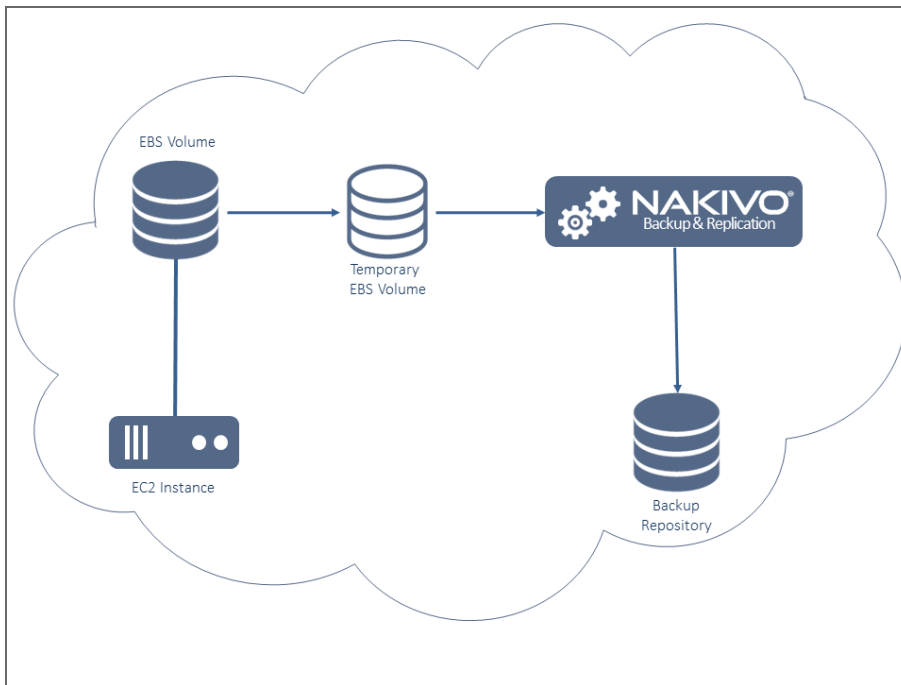 EBS Volume
Temporary
EBS Volume
NAKIVO®
Backup & Replication
EC2 Instance
Backup
Repository